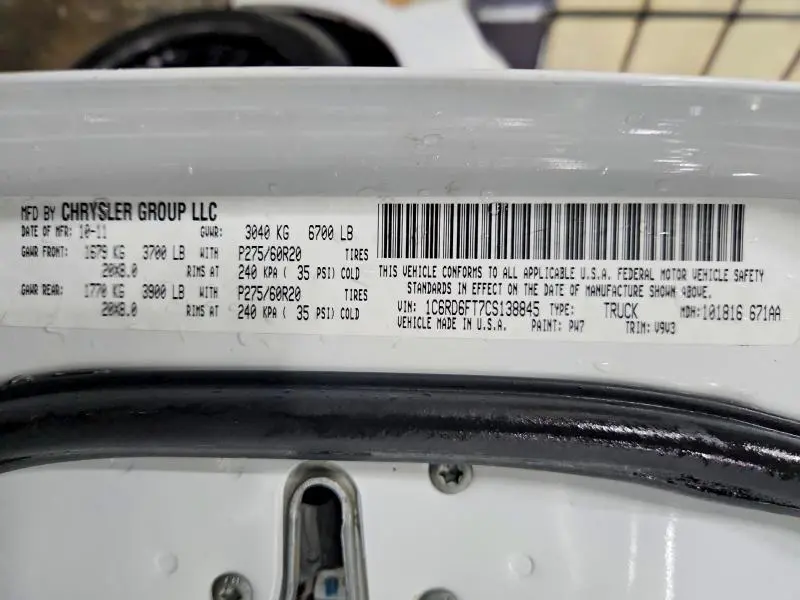 MFD BY CHRYSLER GROUP LLC
DATE OF MFR: 10-11 GVWR: 3040 KG 6700 LB
GAWR FRONT: 1679 KG 3700 LB WITH P275/60R20 TIRES
20X8.0 RIMS AT 240 KPA ( 35 PSI) COLD
GAWR REAR: 1770 KG 3900 LB WITH P275/60R20 TIRES
20X8.0 RIMS AT 240 KPA ( 35 PSI) COLD
THIS VEHICLE CONFORMS TO ALL APPLICABLE U.S.A. FEDERAL MOTOR VEHICLE SAFETY
STANDARDS IN EFFECT ON THE DATE OF MANUFACTURE SHOWN ABOVE.
VIN: 1C6RD6FT7CS138845 TYPE: TRUCK MDH: 101816 671AA
VEHICLE MADE IN U.S.A. PAINT: PW7 TRIM: V9V3